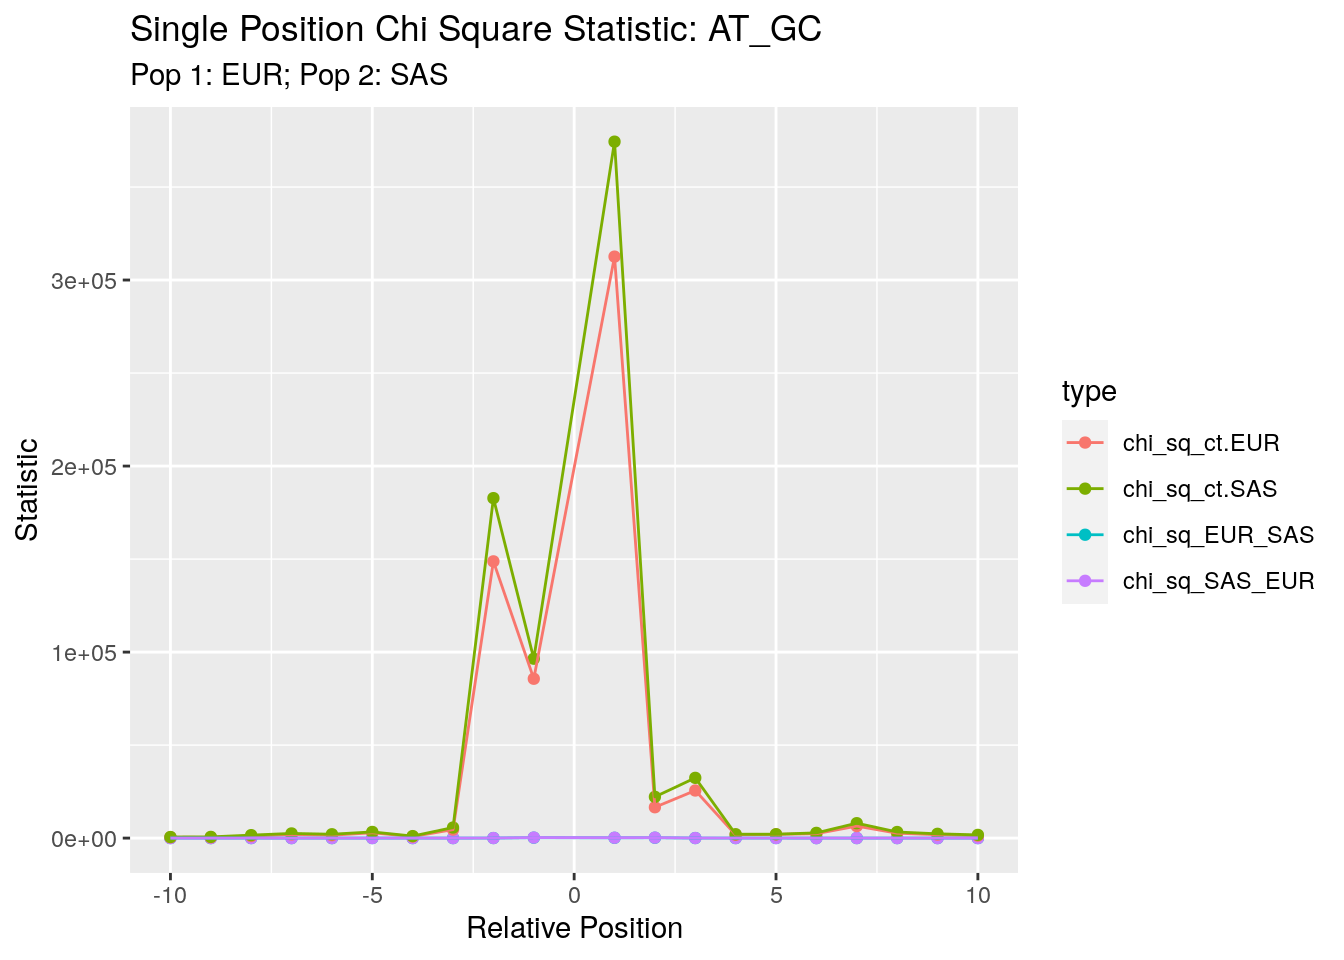 Single Position Chi Square Statistic: AT_GC
Pop 1: EUR; Pop 2: SAS
Statistic
3e+05
2e+05
1e+05
0e+00
-10
-5
0
5
10
Relative Position
type
chi_sq_ct.EUR
chi_sq_ct.SAS
chi_sq_EUR_SAS
chi_sq_SAS_EUR